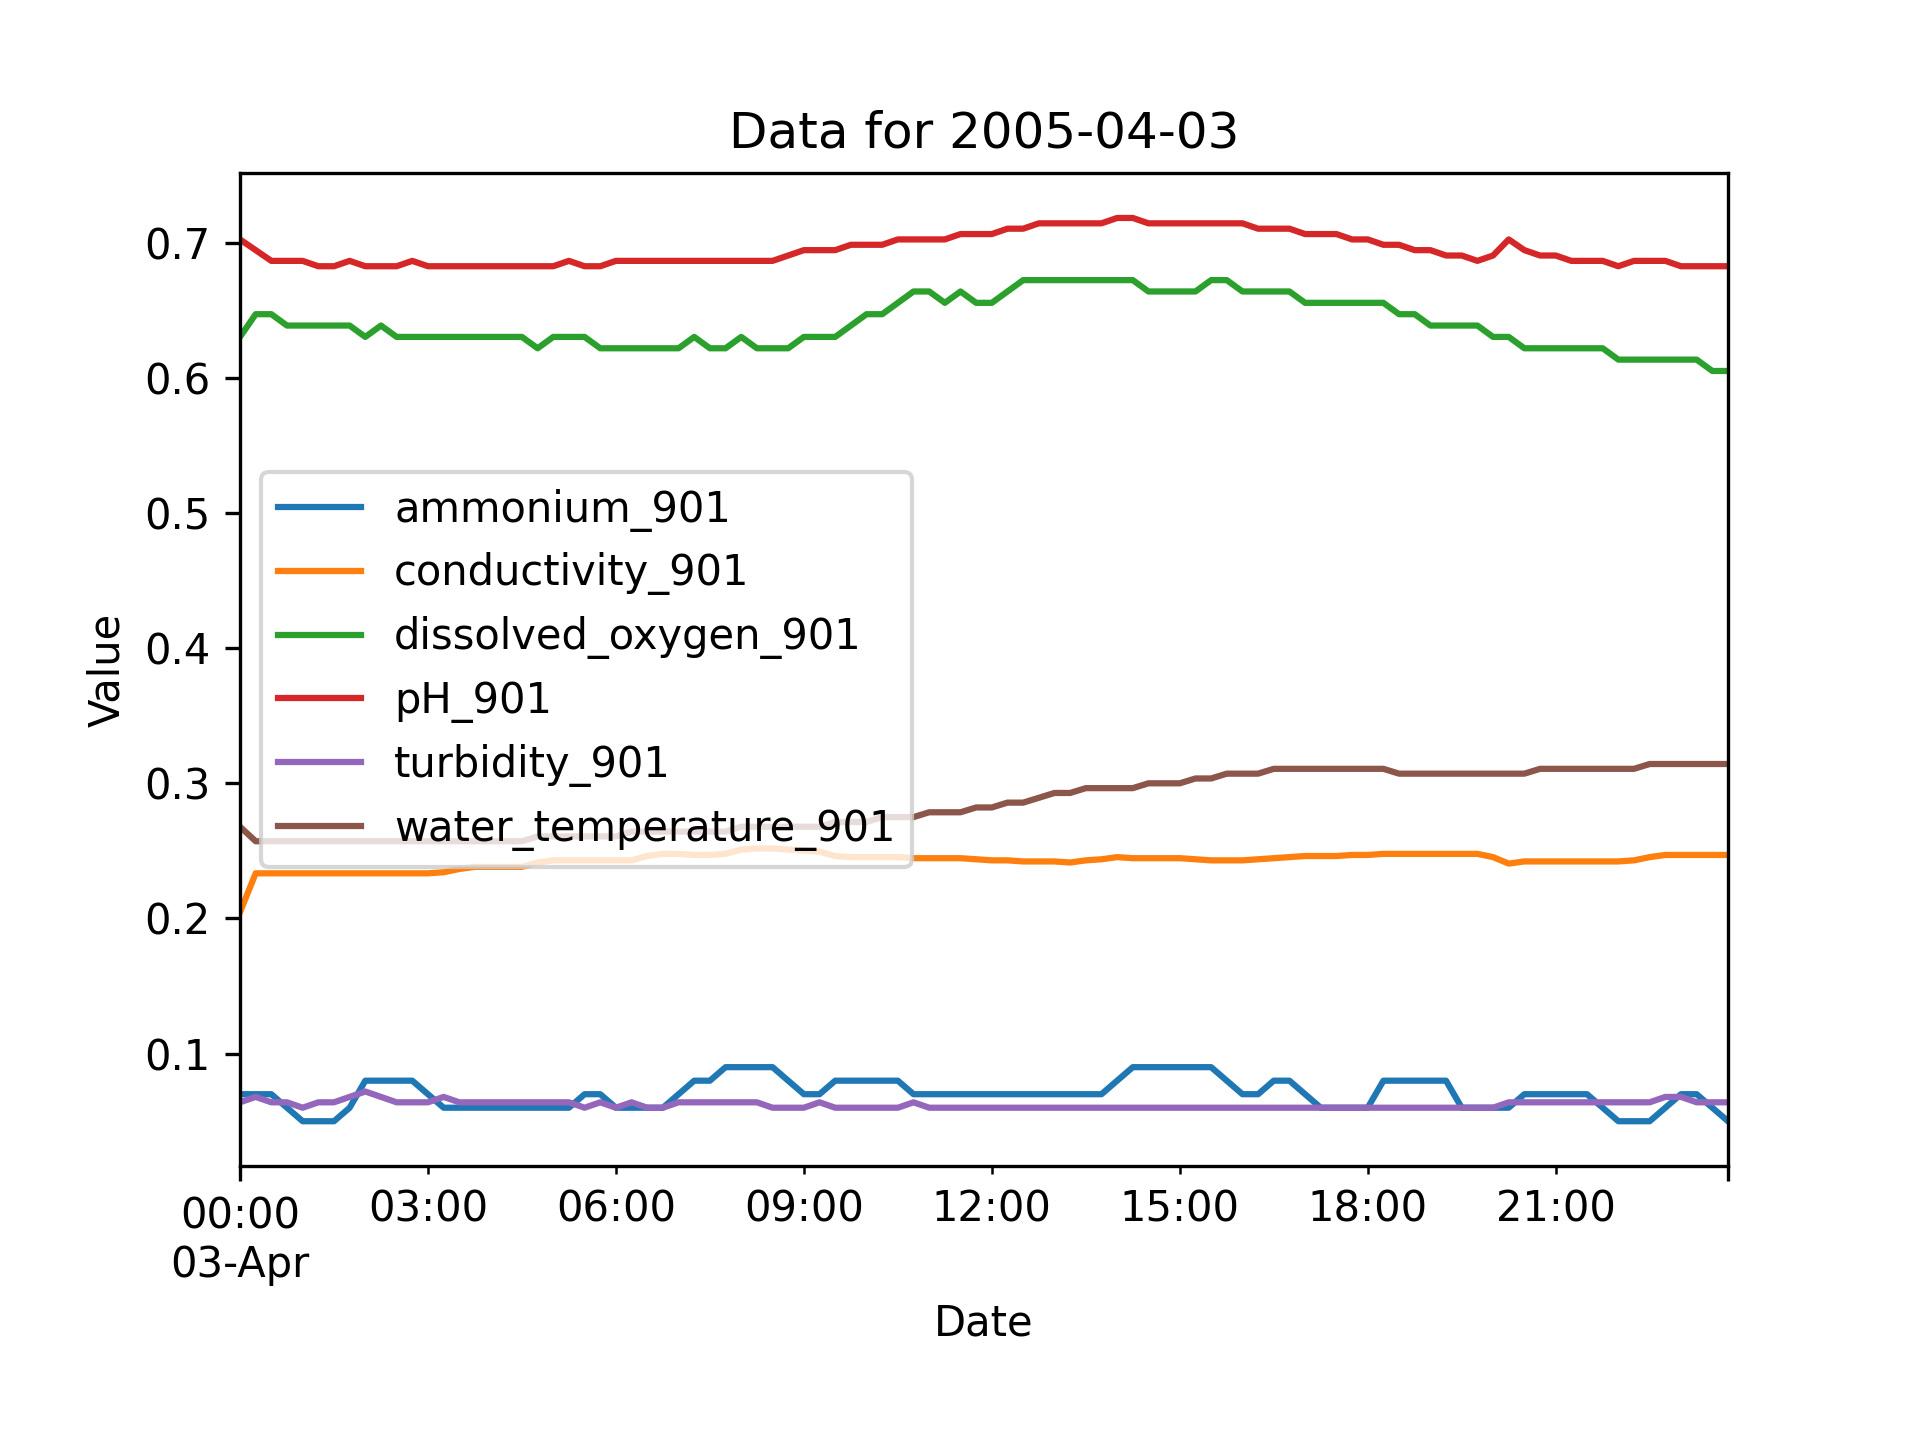 Data for 2005-04-03
Value
0.7
0.6
0.5
0.4
0.3
0.2
0.1
ammonium_901
conductivity_901
dissolved_oxygen_901
pH_901
turbidity_901
water_temperature_901
00:00 03:00 06:00 09:00 12:00 15:00 18:00 21:00
03-Apr
Date